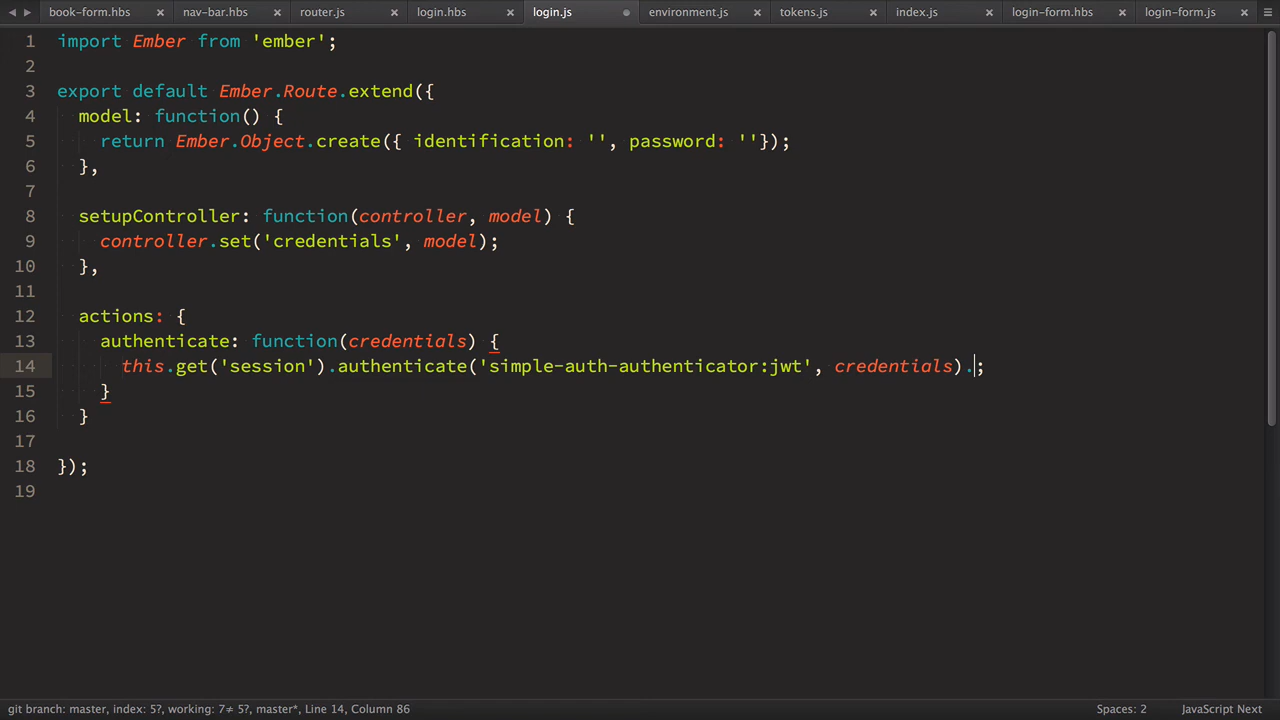 book-form.hbs × nav-bar.hbs × router.js × login.hbs × login.js environment.js × tokens.js × index.js × login-form.hbs × login-form.js ×
1 import Ember from 'ember';
2
3 export default Ember.Route.extend({
4 model: function() {
5 return Ember.Object.create({ identification: '', password: ''});
6 },
7
8 setupController: function(controller, model) {
9 controller.set('credentials', model);
10 },
11
12 actions: {
13 authenticate: function(credentials) {
14 this.get('session').authenticate('simple-auth-authenticator:jwt', credentials).;
15 }
16 }
17
18 });
19
git branch: master, index: 5?, working: 7≠ 5?, master*, Line 14, Column 86 Spaces: 2 JavaScript Next